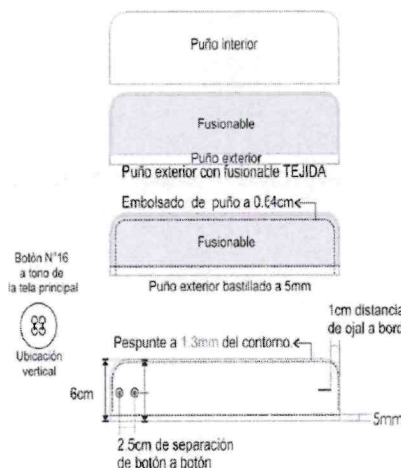 Puño interior
Fusionable
Puño exterior
Puño exterior con fusionable TEJIDA
Embolsado de puño a 0.64cm
Fusionable
Botón N°16
a tono de
la tela principal
Ubicación
vertical
Puño exterior bastillado a 5mm
1cm distancia
de ojal a bord
Pespunte a 1.3mm del contorno
6cm
5mm
2.5cm de separación
de botón a botón